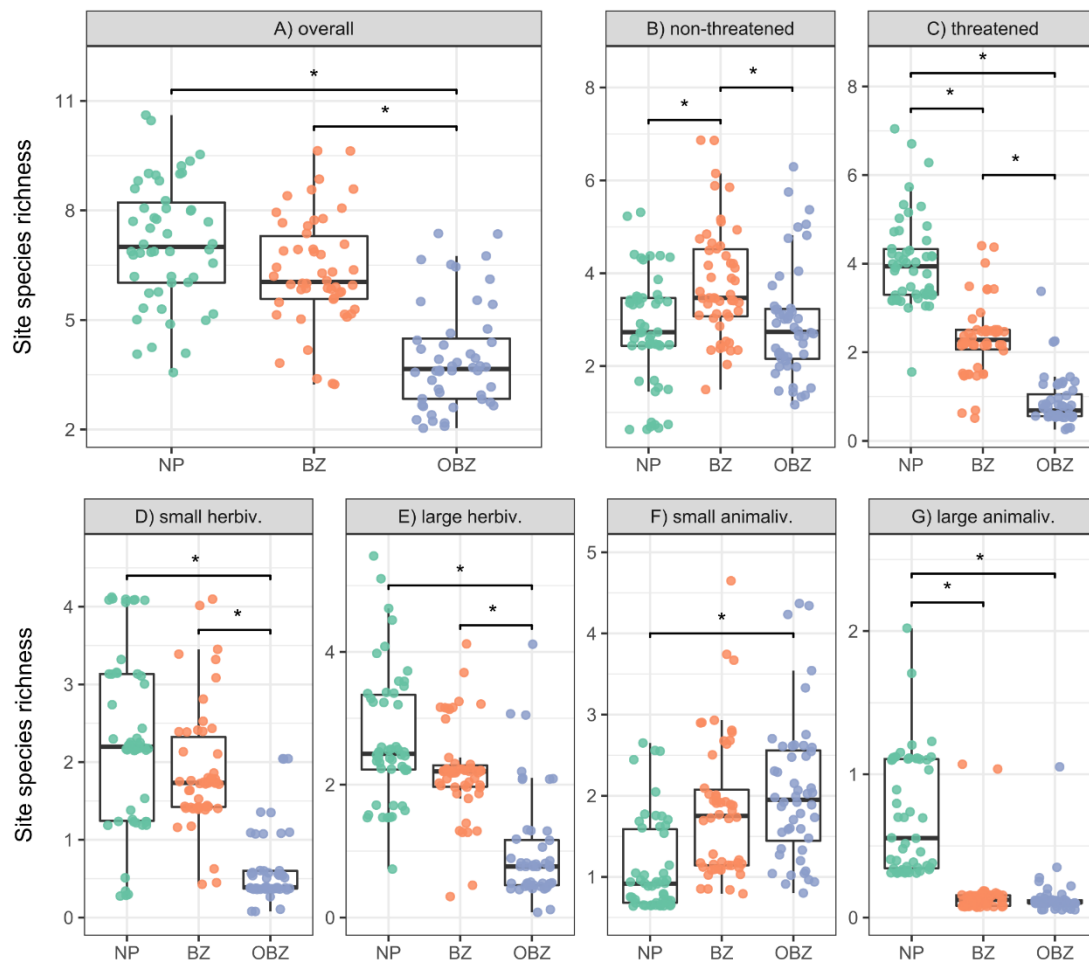 A) overall
B) non-threatened
C) threatened
Site species richness
11
8
5
2
8
6
4
2
8
6
4
2
0
*
*
*
*
*
*
*
NP BZ OBZ
NP BZ OBZ
NP BZ OBZ
D) small herbiv.
E) large herbiv.
F) small animaliv.
G) large animaliv.
Site species richness
4
3
2
1
0
4
2
0
5
4
3
2
1
2
1
0
*
*
*
*
*
*
*
NP BZ OBZ
NP BZ OBZ
NP BZ OBZ
NP BZ OBZ